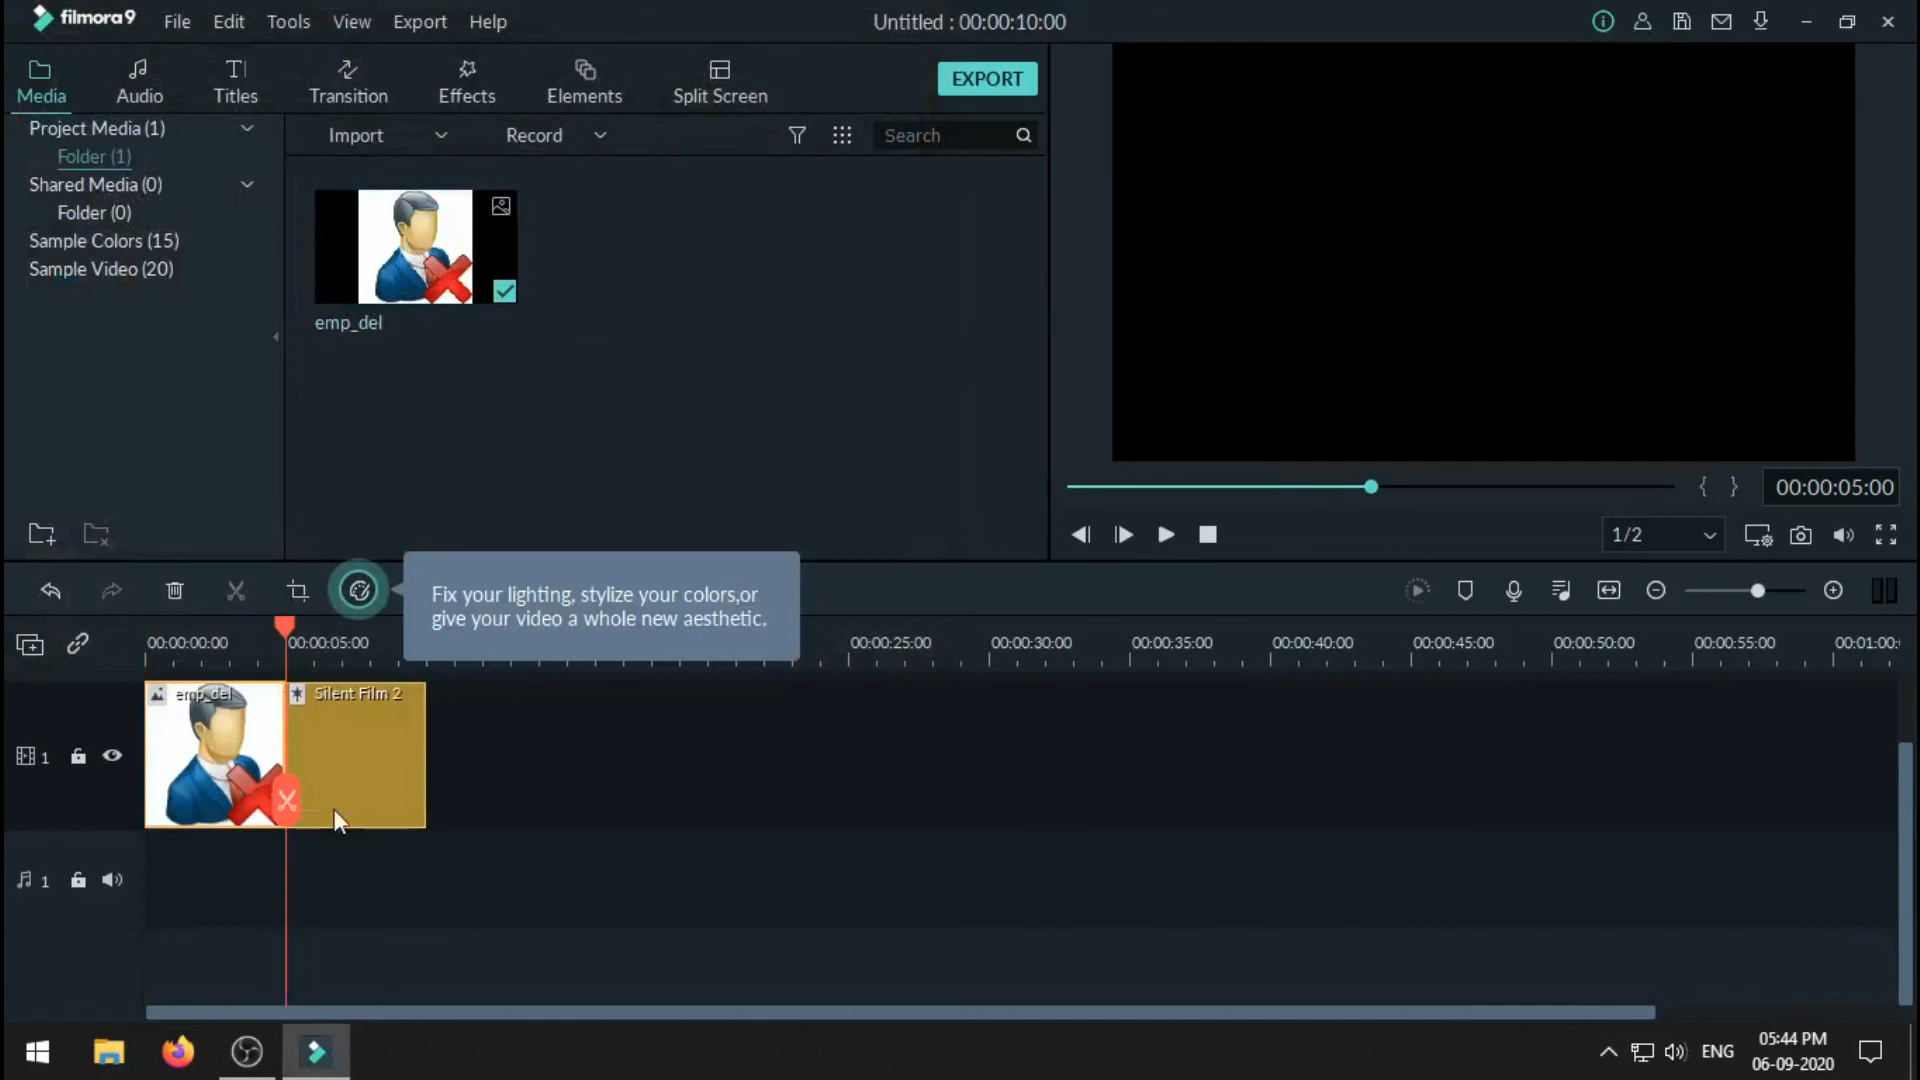 filmora9 File Edit Tools View Export Help Untitled : 00:00:10:00
Media Audio Titles Transition Effects Elements Split Screen EXPORT
Project Media (1)
Folder (1)
Shared Media (0)
Folder (0)
Sample Colors (15)
Sample Video (20)
Import Record Search
emp_del
00:00:05:00
1/2
Fix your lighting, stylize your colors,or
give your video a whole new aesthetic.
00:00:00:00 00:00:05:00 00:00:25:00 00:00:30:00 00:00:35:00 00:00:40:00 00:00:45:00 00:00:50:00 00:00:55:00 00:01:00:
emp_del Silent Film 2
1
1
ENG 05:44 PM
06-09-2020